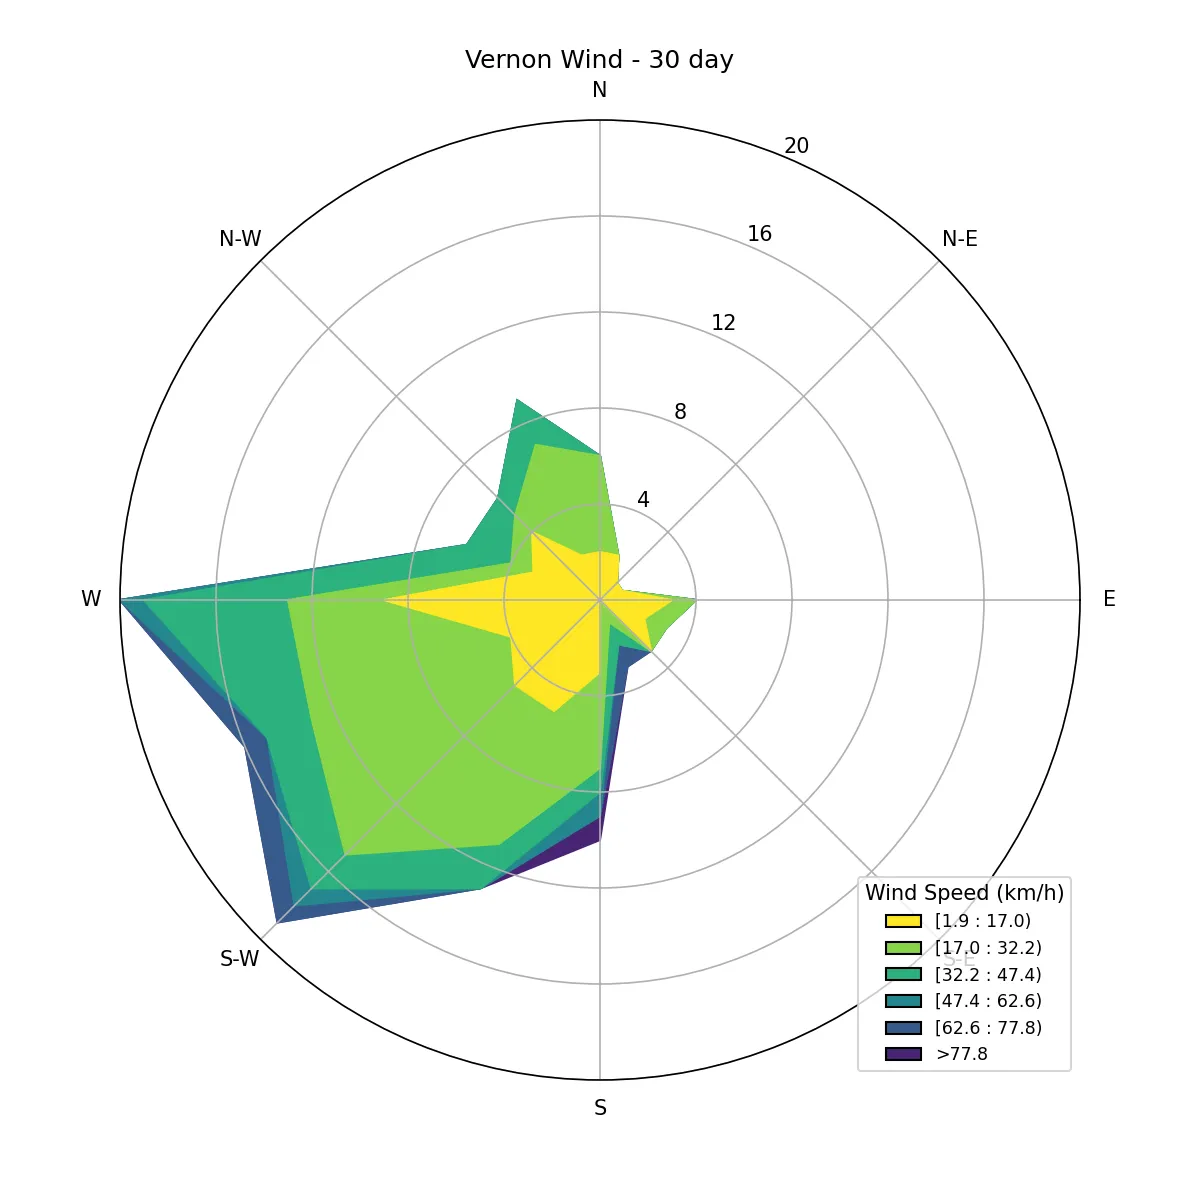 Vernon Wind - 30 day
N
20
16
N-W
N-E
12
8
4
W
E
Wind Speed (km/h)
[1.9 : 17.0)
[17.0 : 32.2)
S-W
S-E
[32.2 : 47.4)
[47.4 : 62.6)
[62.6 : 77.8)
>77.8
S